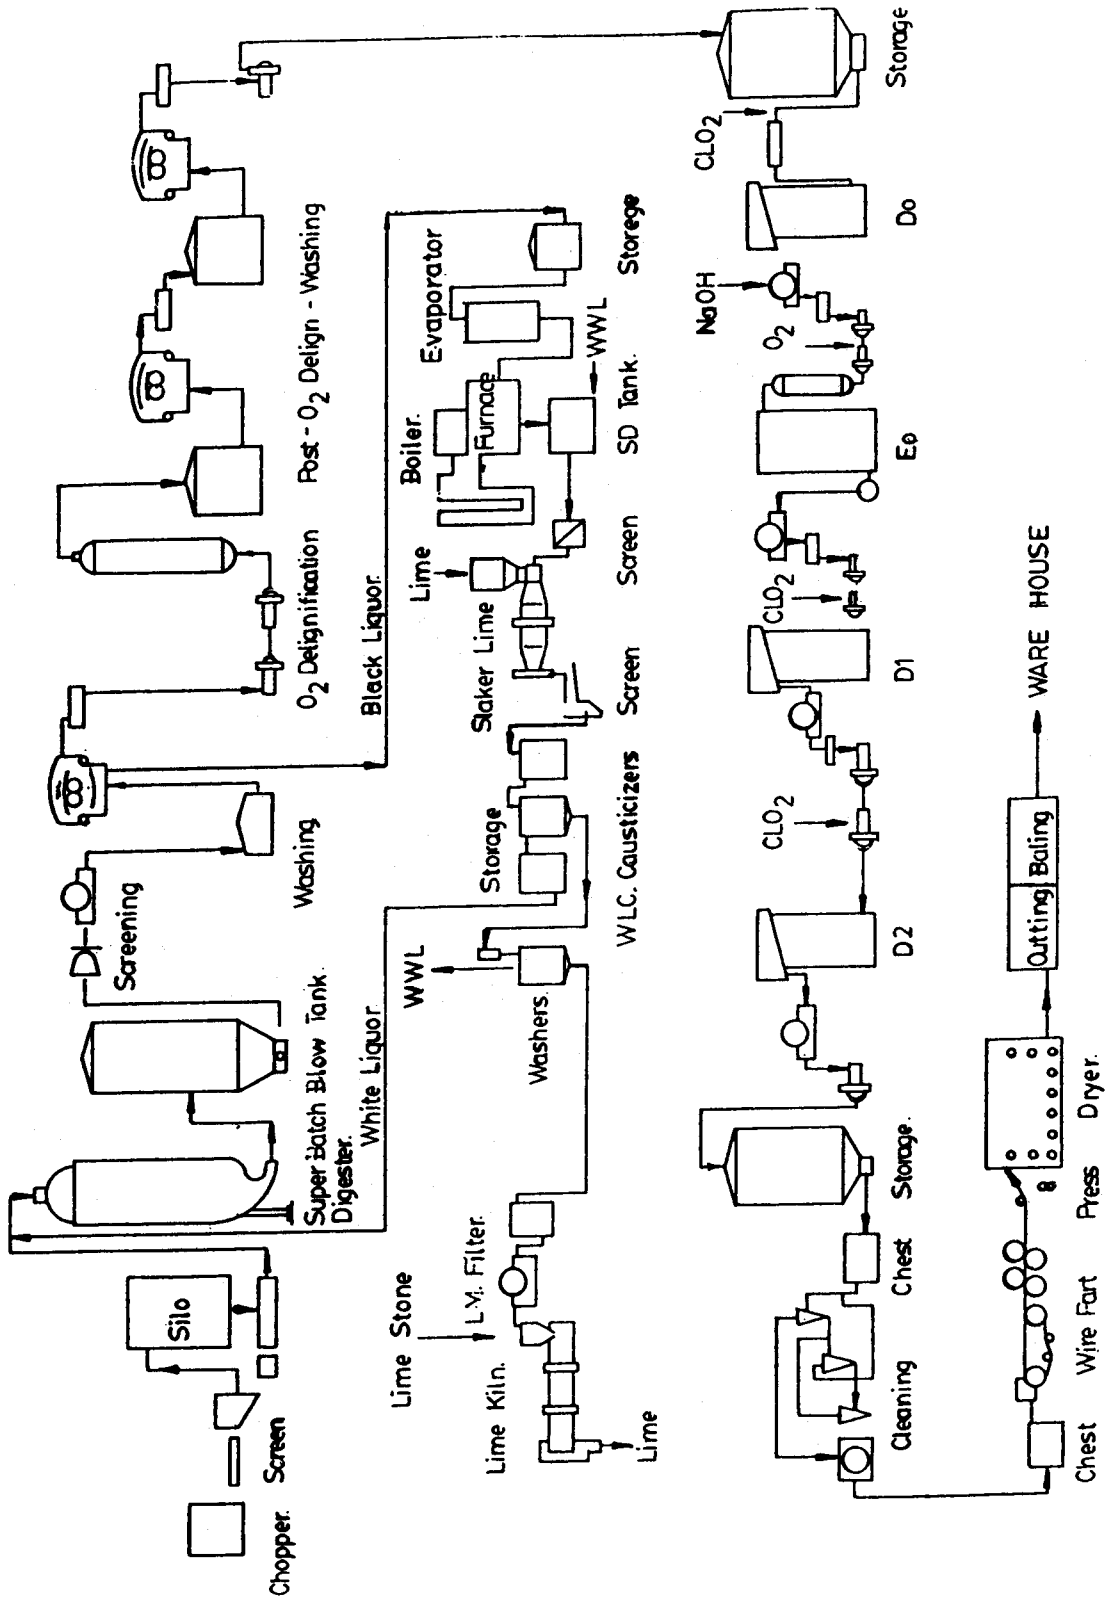 Chopper.
Screen
Silo
Super Batch Blow Tank.
Digester.
Screening
Washing
O2 Delignification
Post-O2 Delign - Washing
White Liquor
Black Liquor.
Lime Stone
Lime Kiln.
L.M. Filter.
Lime
WWL
Washers.
Storage
W.L.C. Causticizers
Slaker Lime
Screen
Lime
Screen
Boiler.
Furnace
SD Tank.
WWL
Evaporator
Storege
Storage
CLO2
Do
NaOH
O2
Eo
CLO2
D1
CLO2
D2
Storage.
Chest
Cleaning
Chest
Wire Fart
Press
Dryer.
Cutting
Baling
WARE HOUSE